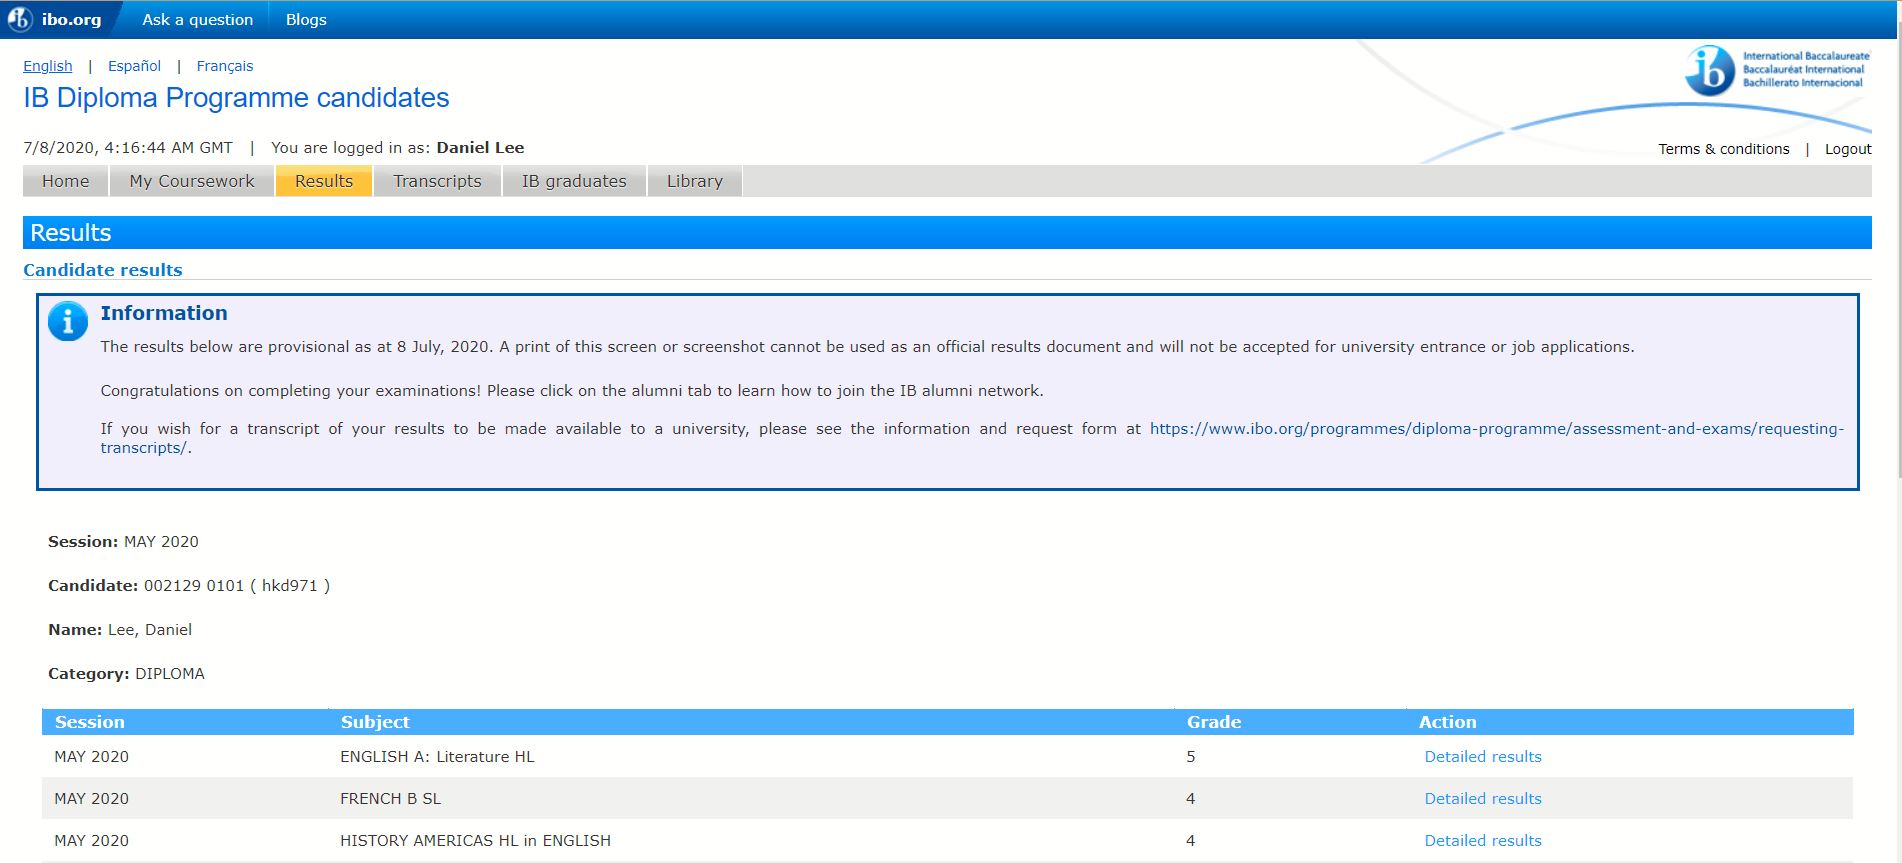 ibo.org Ask a question Blogs
English | Español | Français
International Baccalaureate
Baccalauréat International
Bachillerato Internacional
IB Diploma Programme candidates
7/8/2020, 4:16:44 AM GMT | You are logged in as: Daniel Lee
Terms & conditions | Logout
Home My Coursework Results Transcripts IB graduates Library
Results
Candidate results
Information
The results below are provisional as at 8 July, 2020. A print of this screen or screenshot cannot be used as an official results document and will not be accepted for university entrance or job applications.
Congratulations on completing your examinations! Please click on the alumni tab to learn how to join the IB alumni network.
If you wish for a transcript of your results to be made available to a university, please see the information and request form at https://www.ibo.org/programmes/diploma-programme/assessment-and-exams/requesting-
transcripts/.
Session: MAY 2020
Candidate: 002129 0101 ( hkd971 )
Name: Lee, Daniel
Category: DIPLOMA
Session Subject Grade Action
MAY 2020 ENGLISH A: Literature HL 5 Detailed results
MAY 2020 FRENCH B SL 4 Detailed results
MAY 2020 HISTORY AMERICAS HL in ENGLISH 4 Detailed results